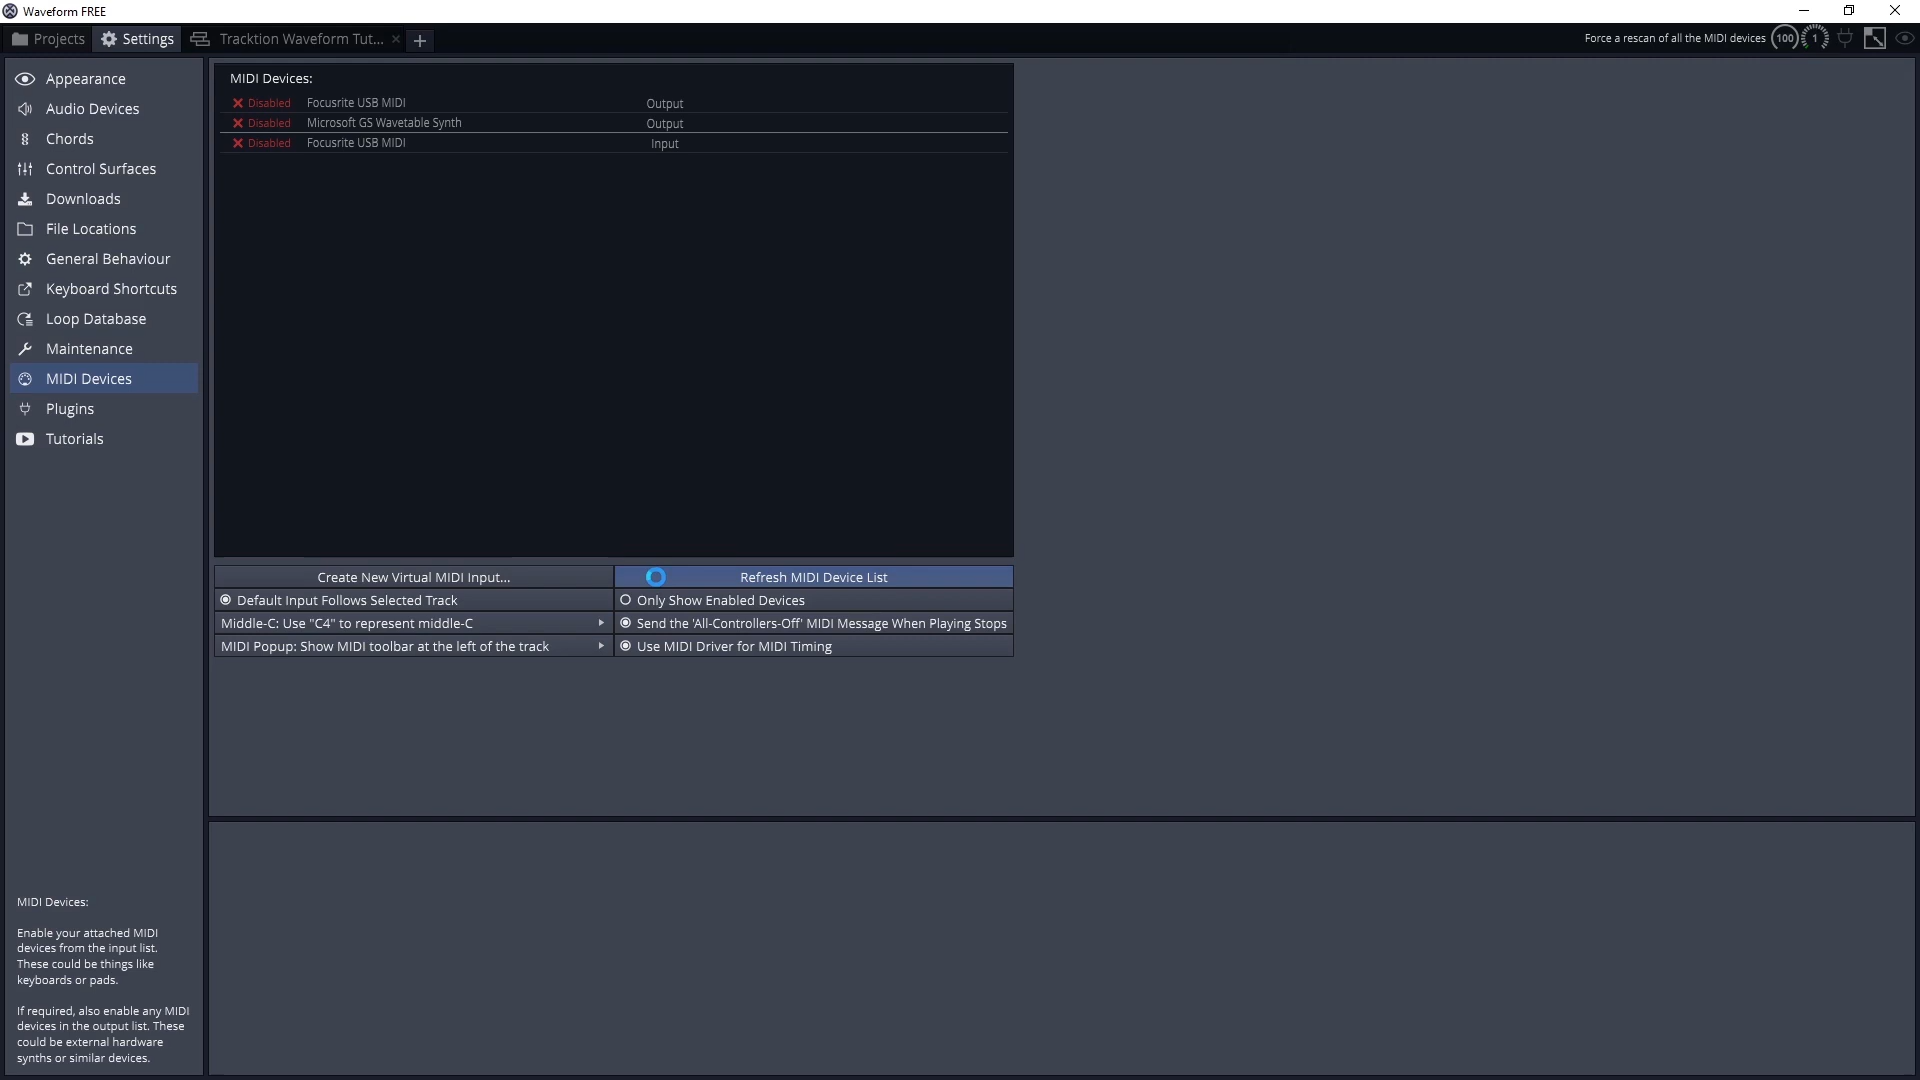 Waveform FREE
Projects
Settings
Tracktion Waveform Tut...
Force a rescan of all the MIDI devices
100
1
Appearance
Audio Devices
Chords
Control Surfaces
Downloads
File Locations
General Behaviour
Keyboard Shortcuts
Loop Database
Maintenance
MIDI Devices
Plugins
Tutorials
MIDI Devices:
Disabled Focusrite USB MIDI Output
Disabled Microsoft GS Wavetable Synth Output
Disabled Focusrite USB MIDI Input
Create New Virtual MIDI Input...
Refresh MIDI Device List
Default Input Follows Selected Track
Only Show Enabled Devices
Middle-C: Use "C4" to represent middle-C
Send the 'All-Controllers-Off' MIDI Message When Playing Stops
MIDI Popup: Show MIDI toolbar at the left of the track
Use MIDI Driver for MIDI Timing
MIDI Devices:
Enable your attached MIDI
devices from the input list.
These could be things like
keyboards or pads.
If required, also enable any MIDI
devices in the output list. These
could be external hardware
synths or similar devices.